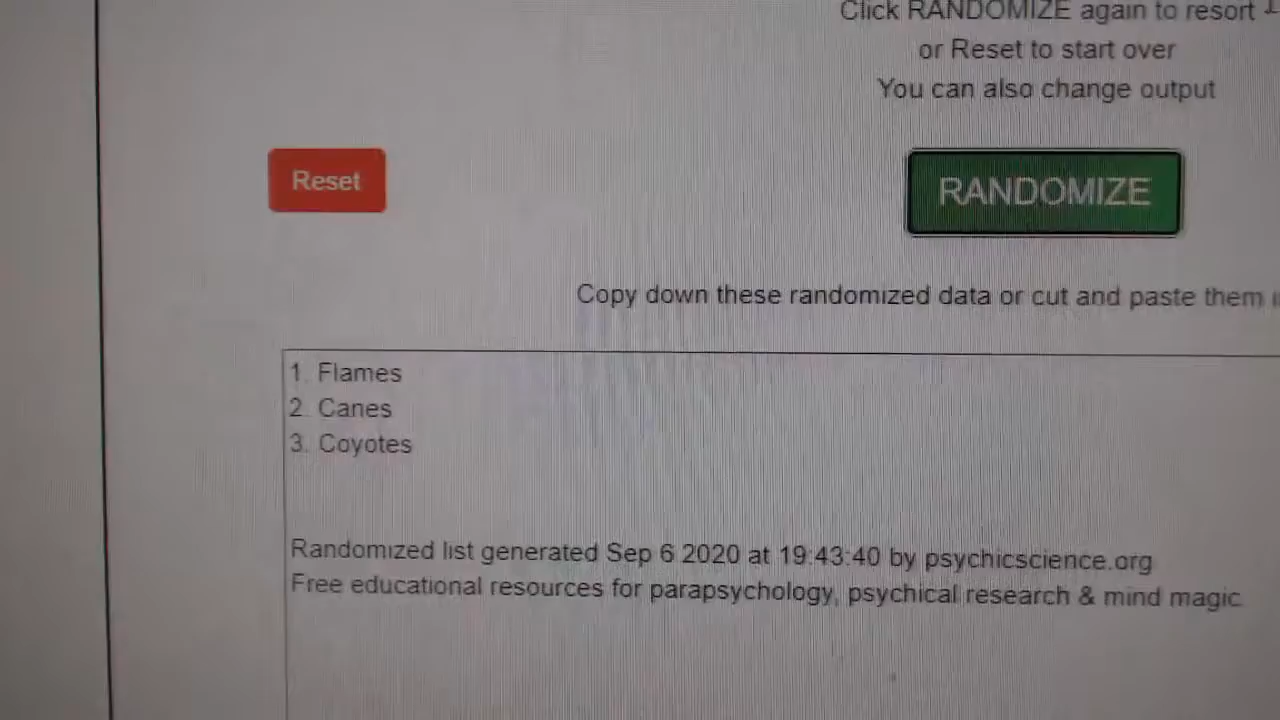 Click RANDOMIZE again to resort
or Reset to start over
You can also change output
Reset
RANDOMIZE
Copy down these randomized data or cut and paste them
1. Flames
2. Canes
3. Coyotes
Randomized list generated Sep 6 2020 at 19:43:40 by psychicscience.org
Free educational resources for parapsychology, psychical research & mind magic